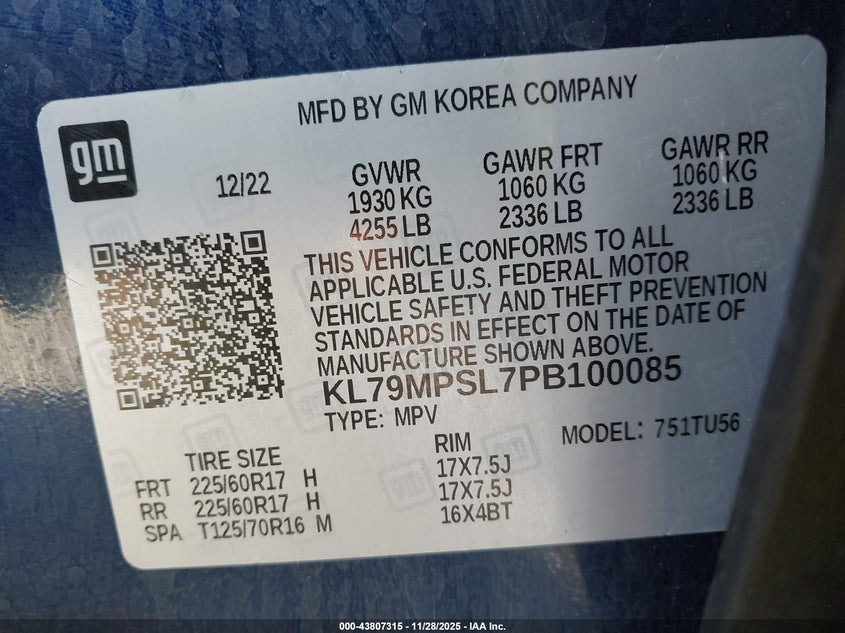 MFD BY GM KOREA COMPANY
gm
12/22
GVWR GAWR FRT GAWR RR
1930 KG 1060 KG 1060 KG
4255 LB 2336 LB 2336 LB
THIS VEHICLE CONFORMS TO ALL
APPLICABLE U.S. FEDERAL MOTOR
VEHICLE SAFETY AND THEFT PREVENTION
STANDARDS IN EFFECT ON THE DATE OF
MANUFACTURE SHOWN ABOVE.
KL79MPSL7PB100085
TYPE: MPV MODEL: 751TU56
TIRE SIZE RIM
FRT 225/60R17 H 17X7.5J
RR 225/60R17 H 17X7.5J
SPA T125/70R16 M 16X4BT
000-43807315 - 11/28/2025 - IAA Inc.